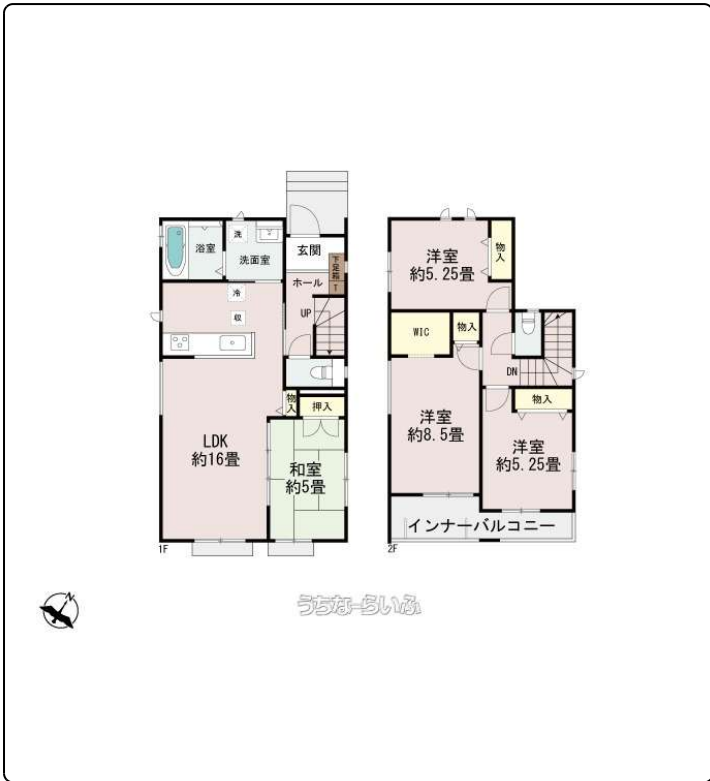 浴室
洗
洗面室
玄関
下足箱
ホール
冷
収
UP
物入
押入
LDK
約16畳
和室
約5畳
1F
洋室
約5.25畳
物入
WIC
物入
DN
洋室
約8.5畳
物入
洋室
約5.25畳
インナーバルコニー
2F
N
うちなーらいふ